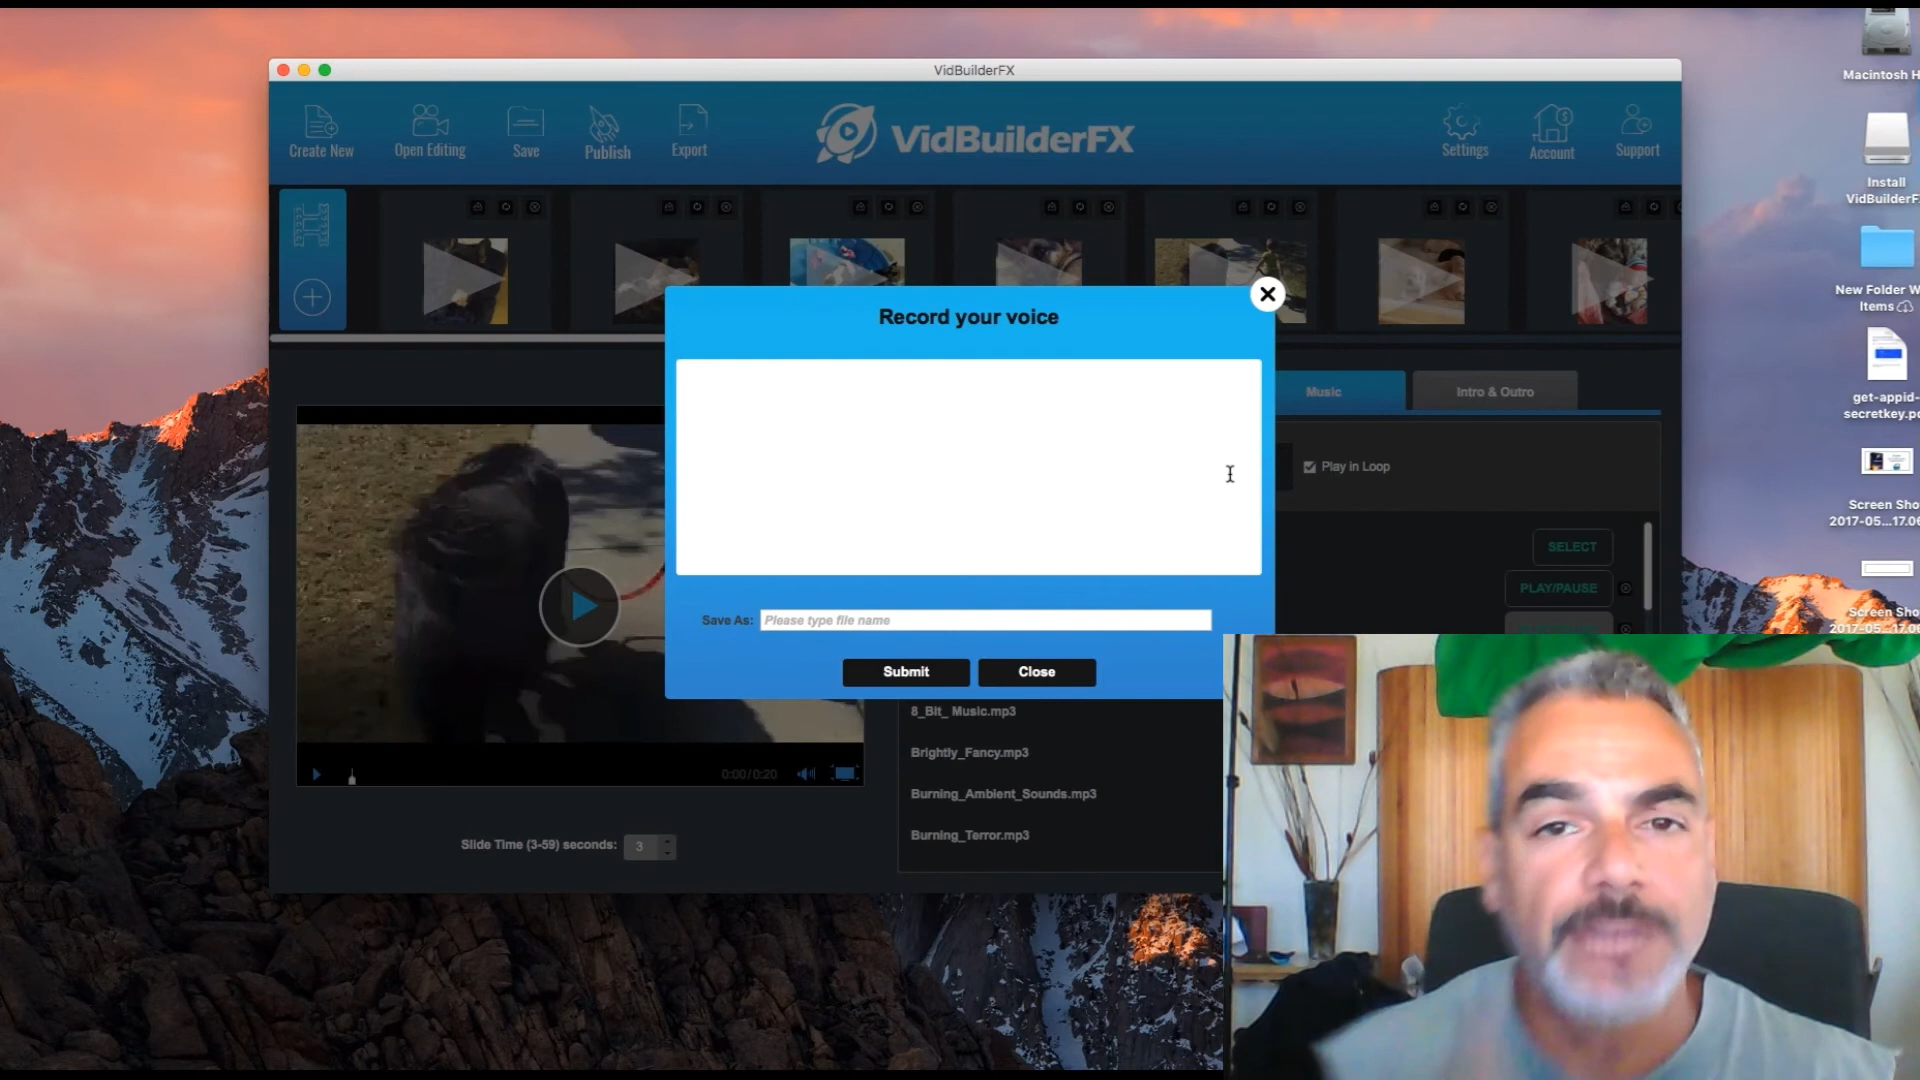 VidBuilderFX
Create New
Open Editing
Save
Publish
Export
VidBuilderFX
Settings
Account
Support
Macintosh H
Install
VidBuilderF
New Folder W
Items
get-appid-
secretkey.po
Screen Sho
2017-05...17.06
Screen Sho
2017-05...17.06
Record your voice
Music
Intro & Outro
Play in Loop
SELECT
PLAY/PAUSE
Save As:
Please type file name
Submit
Close
8_Bit_ Music.mp3
Brightly_Fancy.mp3
Burning_Ambient_Sounds.mp3
Burning_Terror.mp3
0:00/0:20
Slide Time (3-59) seconds:
3